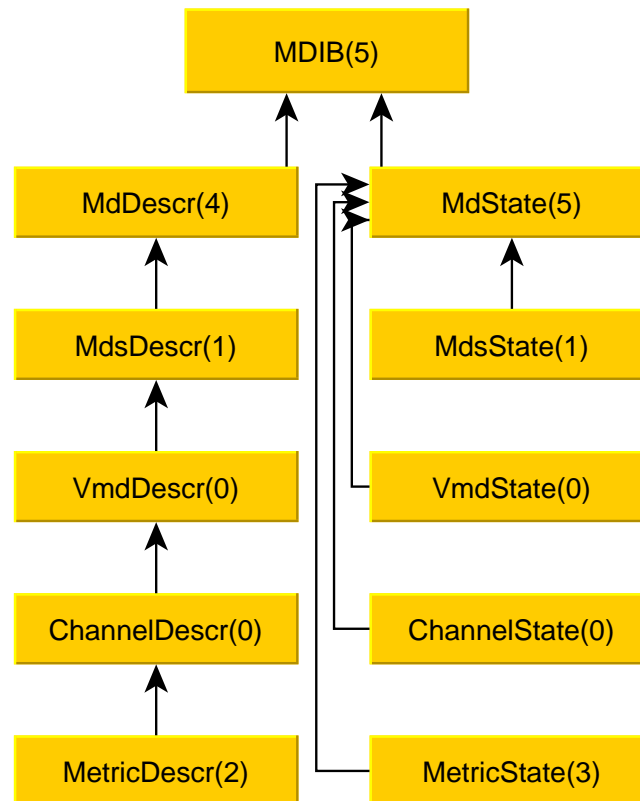 MDIB(5)
MdDescr(4)
MdState(5)
MdsDescr(1)
MdsState(1)
VmdDescr(0)
VmdState(0)
ChannelDescr(0)
ChannelState(0)
MetricDescr(2)
MetricState(3)